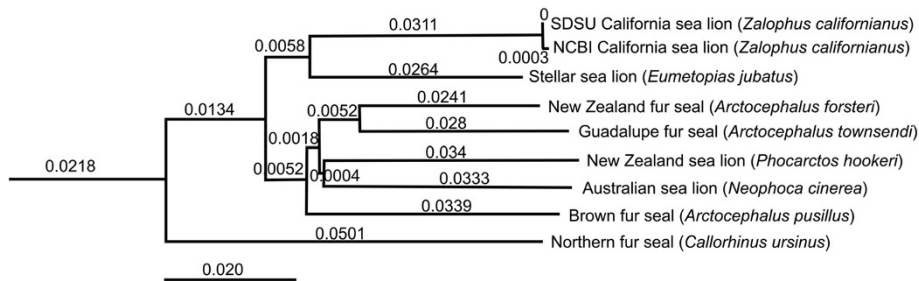 0
0.0311
SDSU California sea lion (Zalophus californianus)
0.0058
NCBI California sea lion (Zalophus californianus)
0.0003
0.0264
Stellar sea lion (Eumetopias jubatus)
0.0134
0.0241
New Zealand fur seal (Arctocephalus forsteri)
0.0052
0.028
Guadalupe fur seal (Arctocephalus townsendi)
0.0018
0.034
New Zealand sea lion (Phocarctos hookeri)
0.0218
0.0052
0.0004
0.0333
Australian sea lion (Neophoca cinerea)
0.0339
Brown fur seal (Arctocephalus pusillus)
0.0501
Northern fur seal (Callorhinus ursinus)
0.020